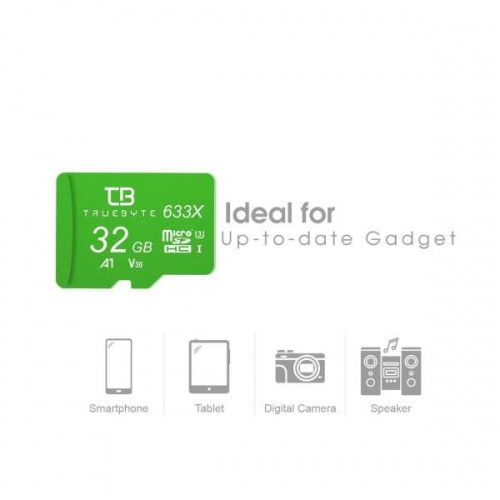 TB
TRUEBYTE 633X
32 GB
micro SD HC I 3
A1 V30
Ideal for
Up-to-date Gadget
Smartphone Tablet Digital Camera Speaker